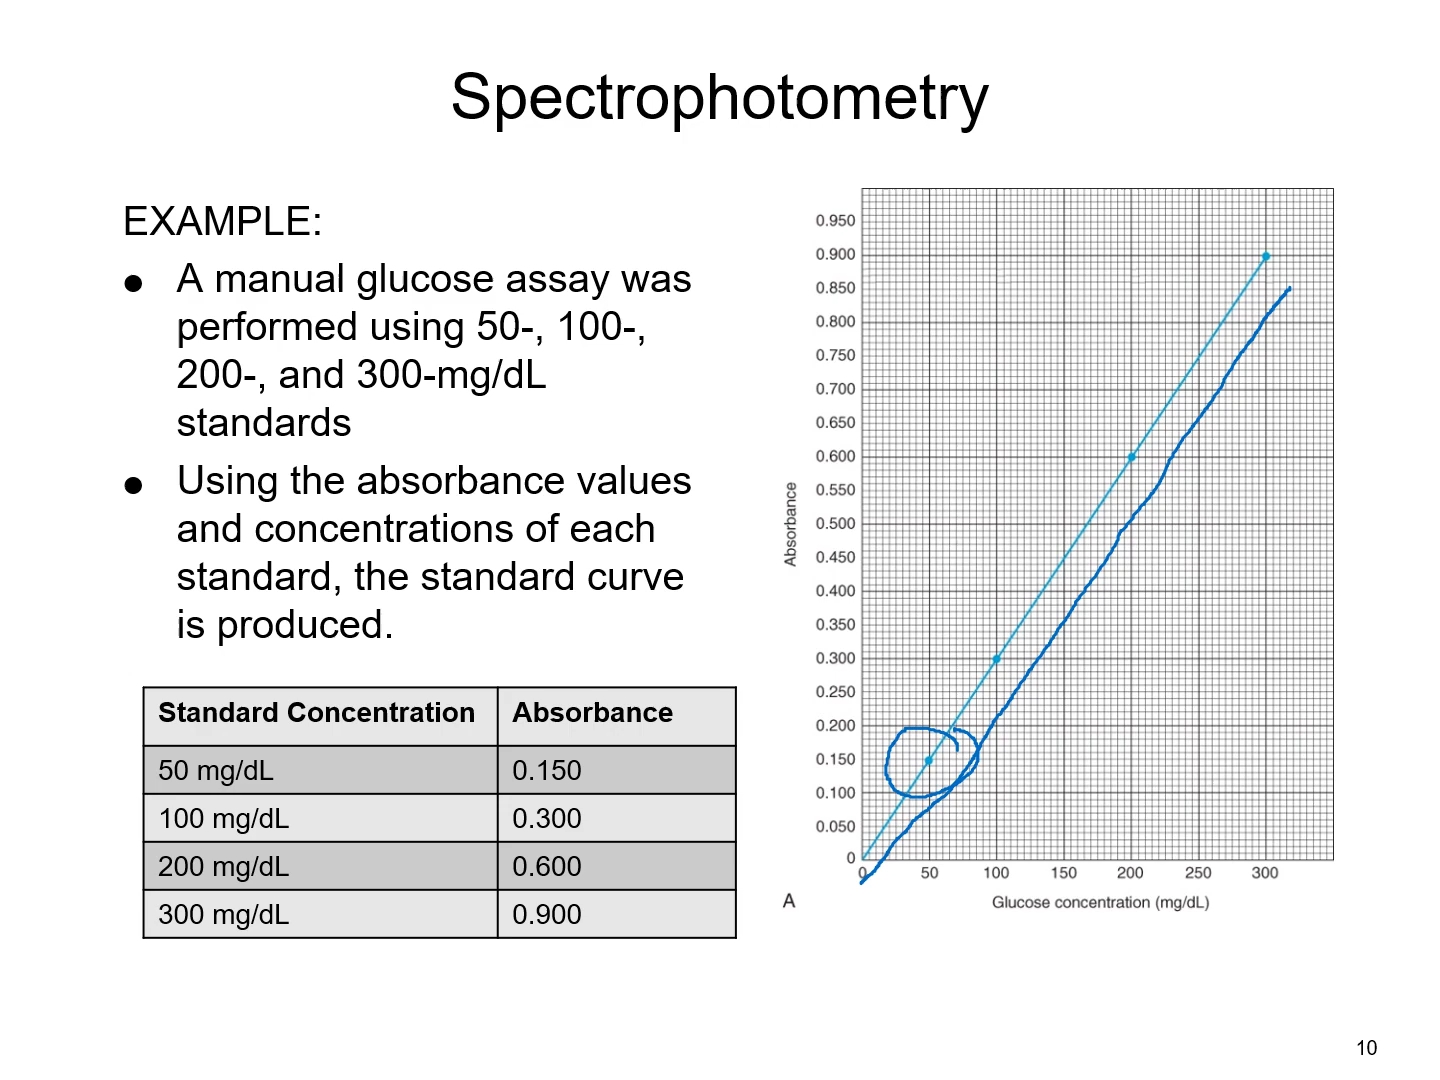 Spectrophotometry
EXAMPLE:
● A manual glucose assay was
performed using 50-, 100-,
200-, and 300-mg/dL
standards
● Using the absorbance values
and concentrations of each
standard, the standard curve
is produced.
Standard Concentration Absorbance
50 mg/dL 0.150
100 mg/dL 0.300
200 mg/dL 0.600
300 mg/dL 0.900
Absorbance
0.950
0.900
0.850
0.800
0.750
0.700
0.650
0.600
0.550
0.500
0.450
0.400
0.350
0.300
0.250
0.200
0.150
0.100
0.050
0
0 50 100 150 200 250 300
A Glucose concentration (mg/dL)
10